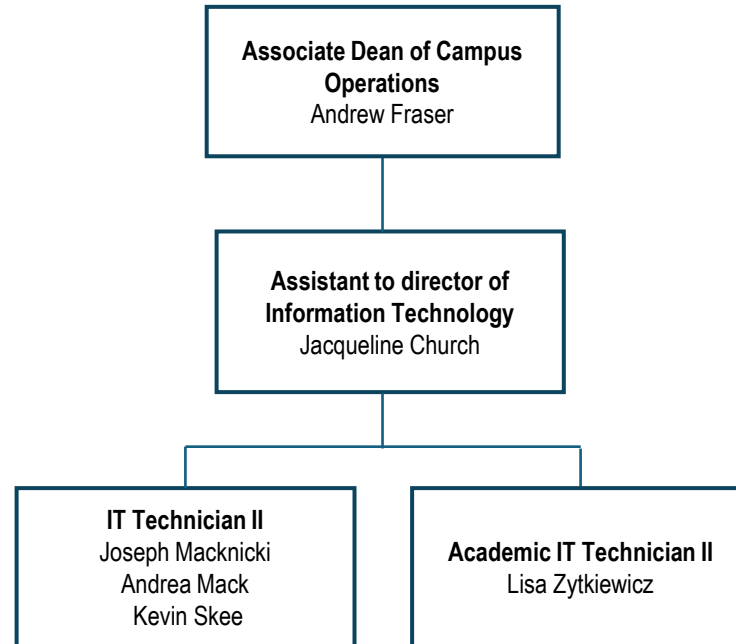 Associate Dean of Campus
Operations
Andrew Fraser
Assistant to director of
Information Technology
Jacqueline Church
IT Technician II
Joseph Macknicki
Andrea Mack
Kevin Skee
Academic IT Technician II
Lisa Zytkiewicz